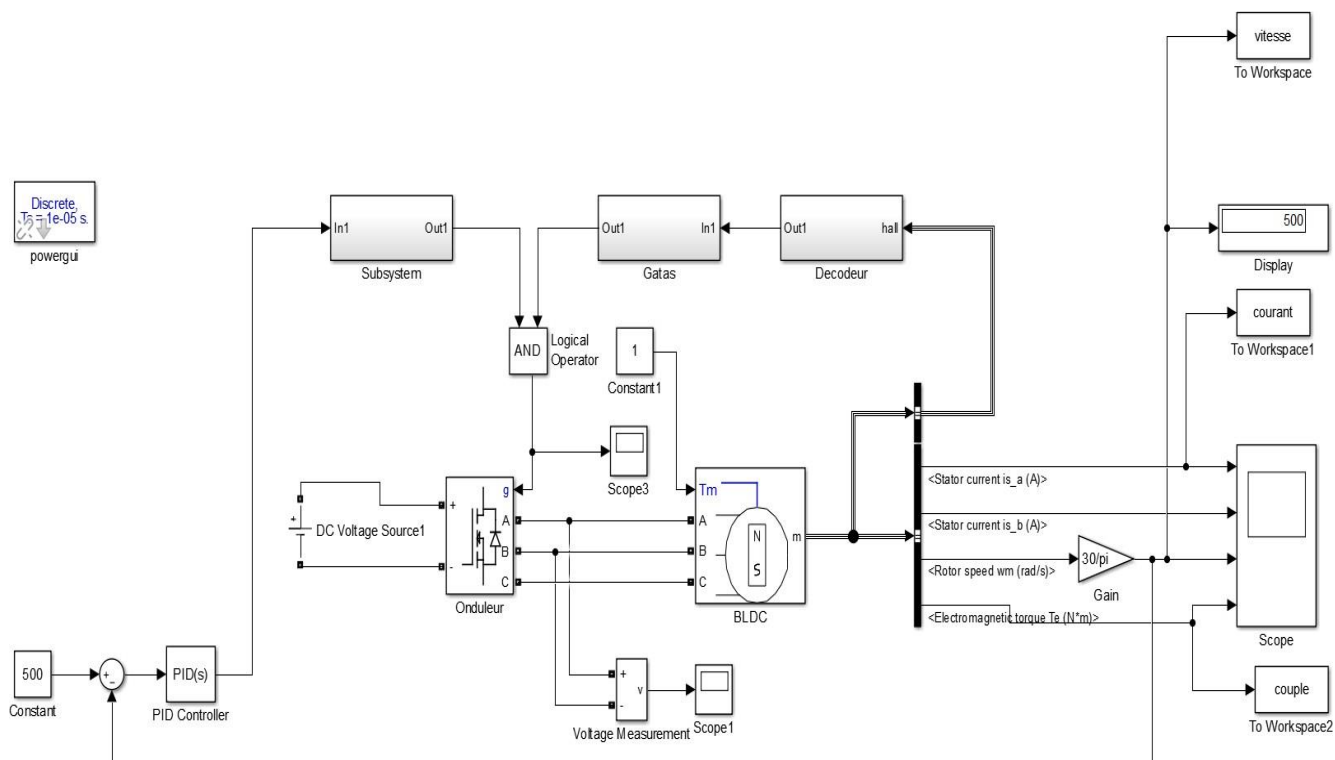 vitesse
To Workspace
Discrete,
Ts = 1e-05 s.
powergui
In1 Out1
Subsystem
Out1 In1
Gatas
Out1 hall
Decodeur
500
Display
courant
To Workspace1
AND
Logical
Operator
1
Constant1
Scope3
<Stator current is_a (A)>
g
Tm
+
DC Voltage Source1
+
A
A
<Stator current is_b (A)>
B
B
m
N
S
30/pi
-
C
C
<Rotor speed wm (rad/s)>
Gain
Onduleur
BLDC
<Electromagnetic torque Te (N*m)>
Scope
500
+
-
PID(s)
Constant
PID Controller
+
v
-
Voltage Measurement
Scope1
couple
To Workspace2